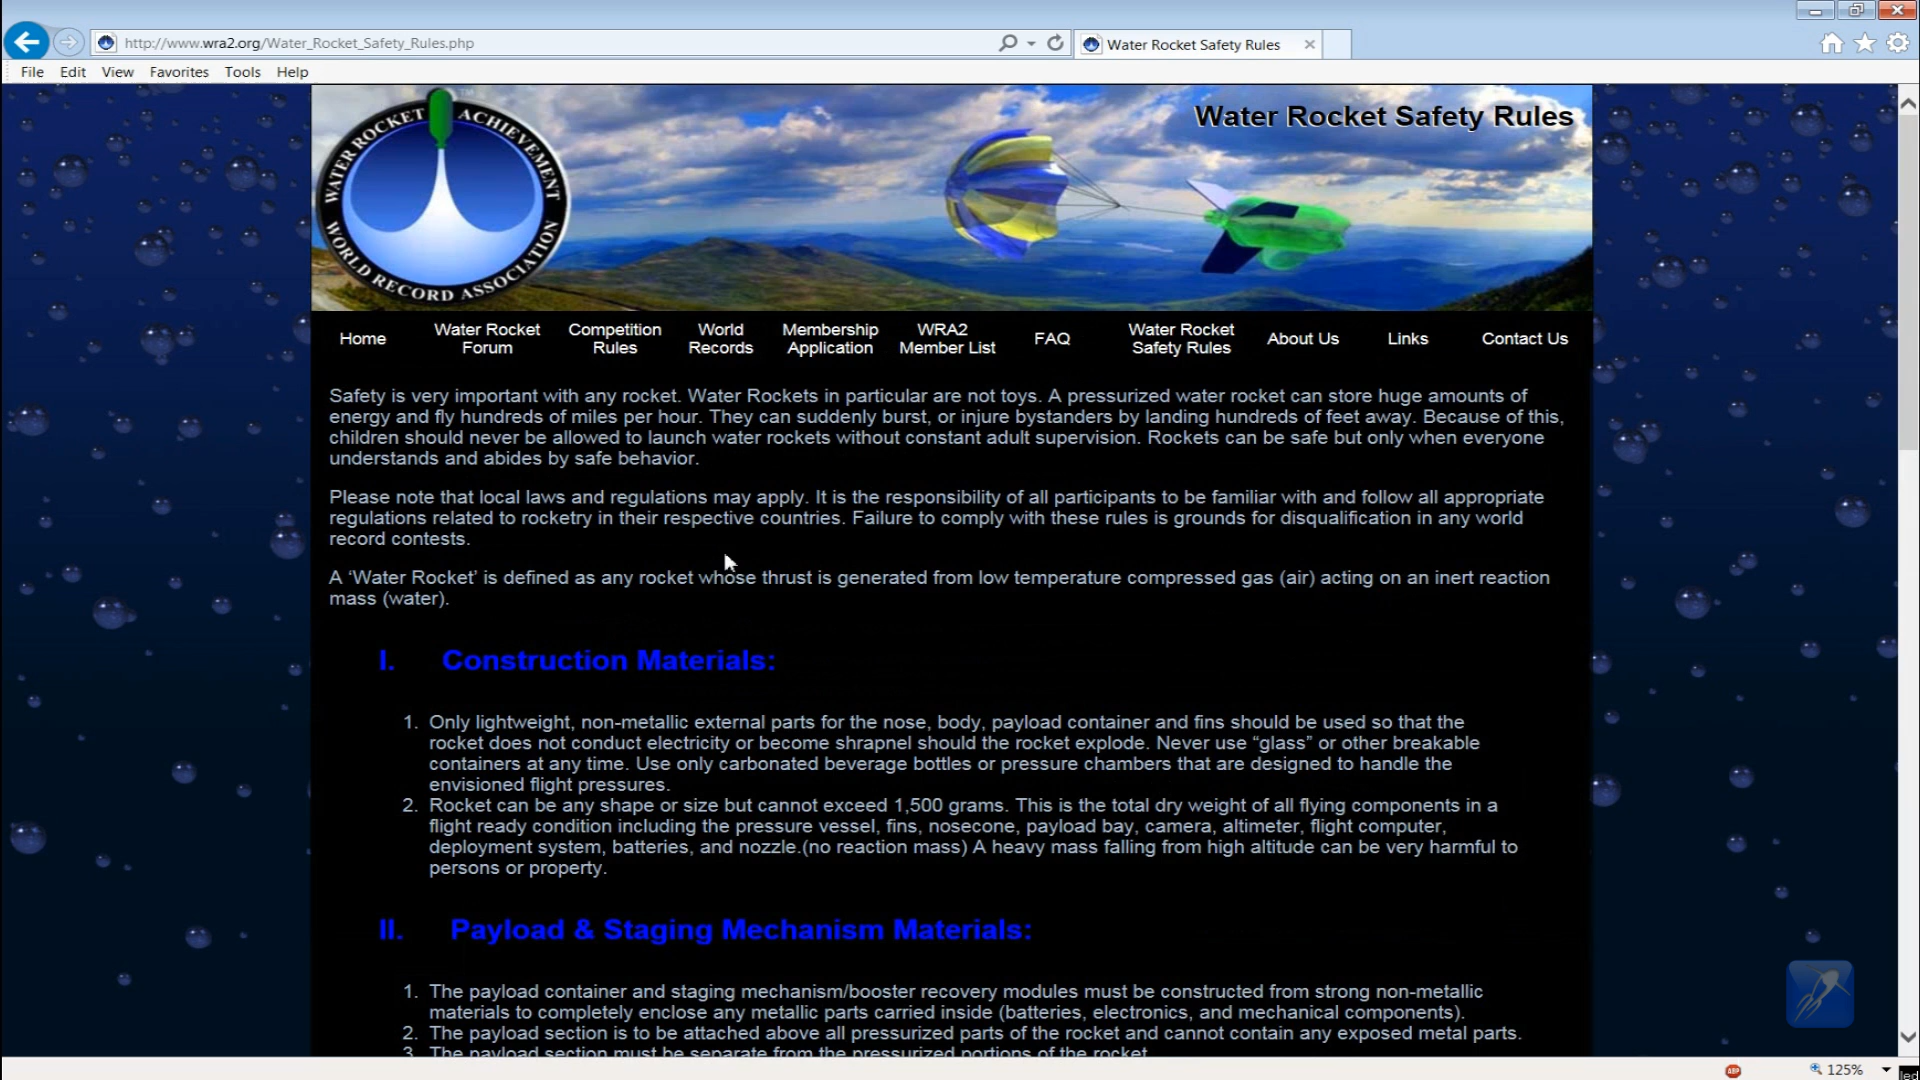 http://www.wra2.org/Water_Rocket_Safety_Rules.php
Water Rocket Safety Rules
File Edit View Favorites Tools Help
WATER ROCKET ACHIEVEMENT
WORLD RECORD ASSOCIATION
TM
Water Rocket Safety Rules
Home
Water Rocket Forum
Competition Rules
World Records
Membership Application
WRA2 Member List
FAQ
Water Rocket Safety Rules
About Us
Links
Contact Us
Safety is very important with any rocket. Water Rockets in particular are not toys. A pressurized water rocket can store huge amounts of
energy and fly hundreds of miles per hour. They can suddenly burst, or injure bystanders by landing hundreds of feet away. Because of this,
children should never be allowed to launch water rockets without constant adult supervision. Rockets can be safe but only when everyone
understands and abides by safe behavior.
Please note that local laws and regulations may apply. It is the responsibility of all participants to be familiar with and follow all appropriate
regulations related to rocketry in their respective countries. Failure to comply with these rules is grounds for disqualification in any world
record contests.
A ‘Water Rocket’ is defined as any rocket whose thrust is generated from low temperature compressed gas (air) acting on an inert reaction
mass (water).
I. Construction Materials:
1. Only lightweight, non-metallic external parts for the nose, body, payload container and fins should be used so that the
rocket does not conduct electricity or become shrapnel should the rocket explode. Never use “glass” or other breakable
containers at any time. Use only carbonated beverage bottles or pressure chambers that are designed to handle the
envisioned flight pressures.
2. Rocket can be any shape or size but cannot exceed 1,500 grams. This is the total dry weight of all flying components in a
flight ready condition including the pressure vessel, fins, nosecone, payload bay, camera, altimeter, flight computer,
deployment system, batteries, and nozzle.(no reaction mass) A heavy mass falling from high altitude can be very harmful to
persons or property.
II. Payload & Staging Mechanism Materials:
1. The payload container and staging mechanism/booster recovery modules must be constructed from strong non-metallic
materials to completely enclose any metallic parts carried inside (batteries, electronics, and mechanical components).
2. The payload section is to be attached above all pressurized parts of the rocket and cannot contain any exposed metal parts.
3. The payload section must be separate from the pressurized portions of the rocket.
ABP
125%